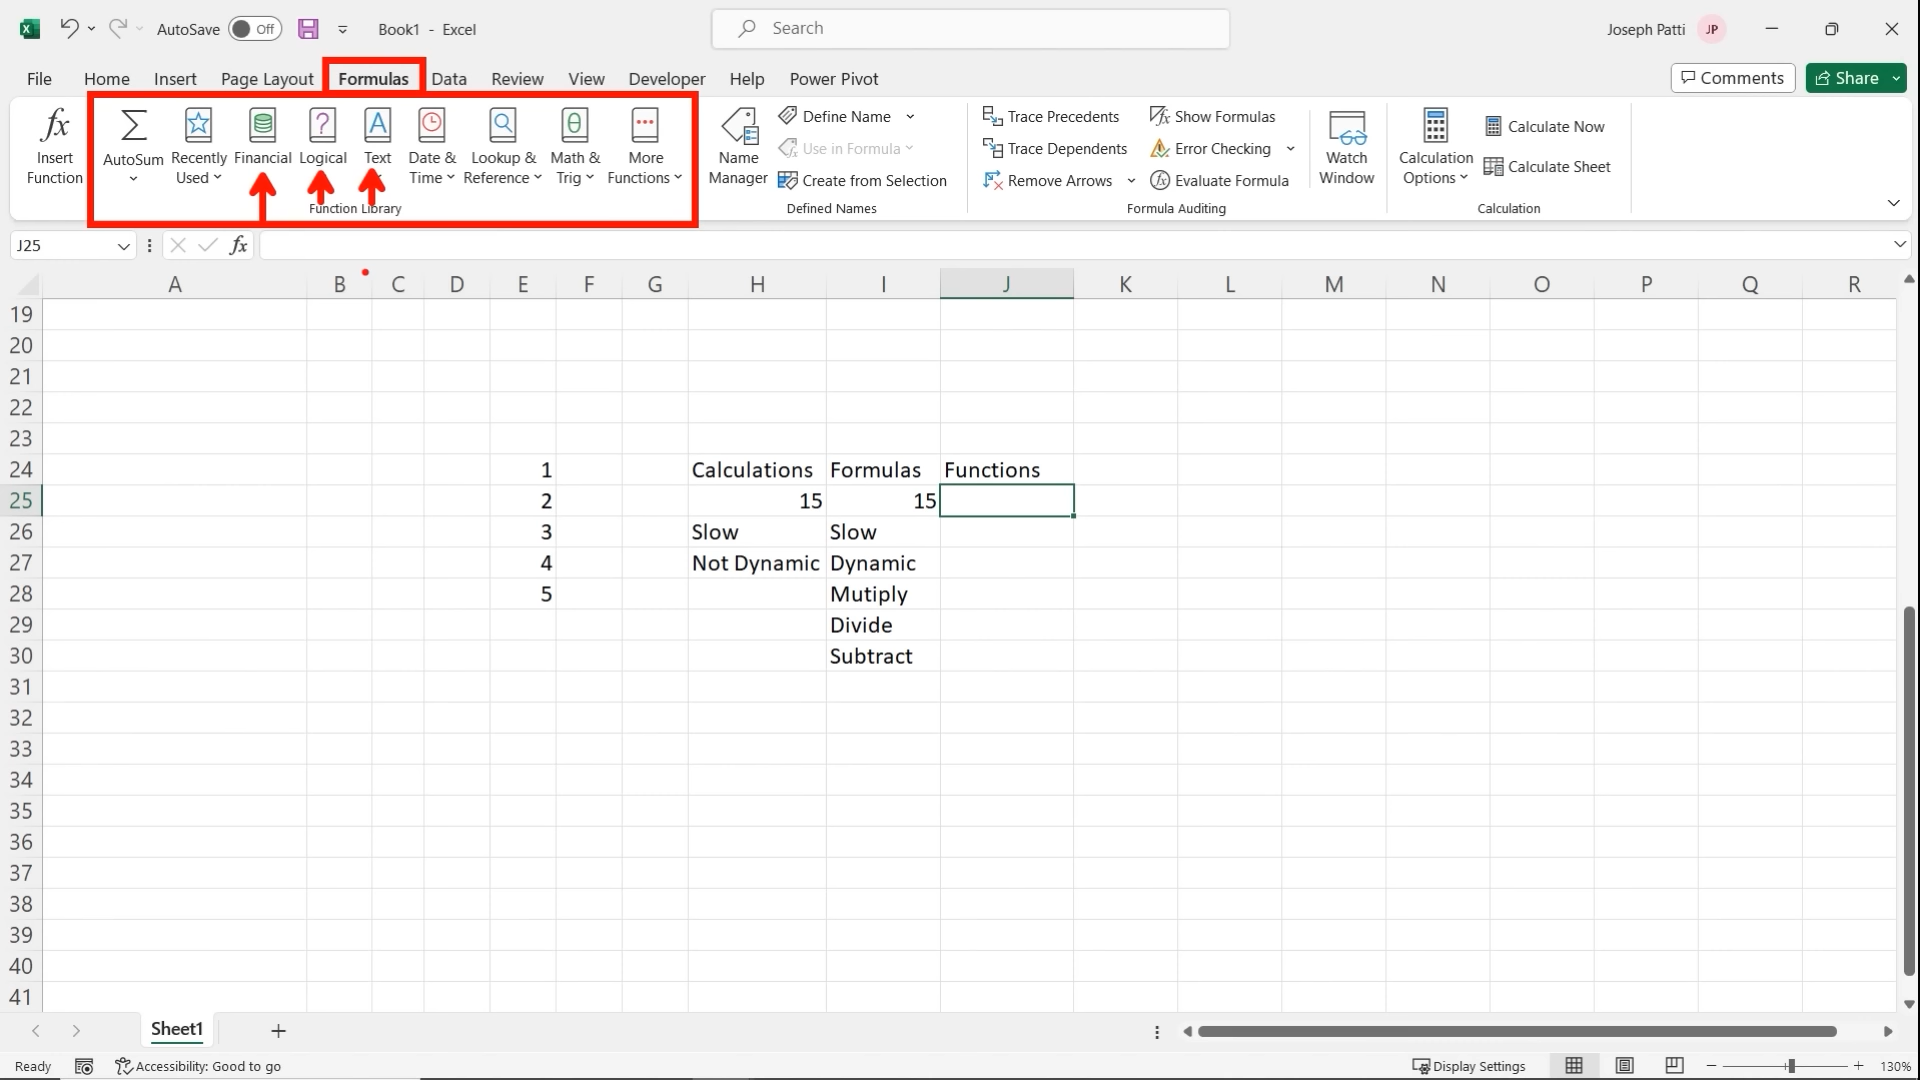 AutoSave Off Book1 - Excel Search Joseph Patti JP
File Home Insert Page Layout Formulas Data Review View Developer Help Power Pivot Comments Share
fx Insert Function
AutoSum
Recently Used
Financial
Logical
Text
Date & Time
Lookup & Reference
Math & Trig
More Functions
Function Library
Name Manager
Define Name
Use in Formula
Create from Selection
Defined Names
Trace Precedents
Trace Dependents
Remove Arrows
Show Formulas
Error Checking
Evaluate Formula
Formula Auditing
Watch Window
Calculation Options
Calculate Now
Calculate Sheet
Calculation
J25 fx
A B C D E F G H I J K L M N O P Q R
19
20
21
22
23
24 1 Calculations Formulas Functions
25 2 15 15
26 3 Slow Slow
27 4 Not Dynamic Dynamic
28 5 Mutiply
29 Divide
30 Subtract
31
32
33
34
35
36
37
38
39
40
41
Sheet1
Ready Accessibility: Good to go Display Settings 130%